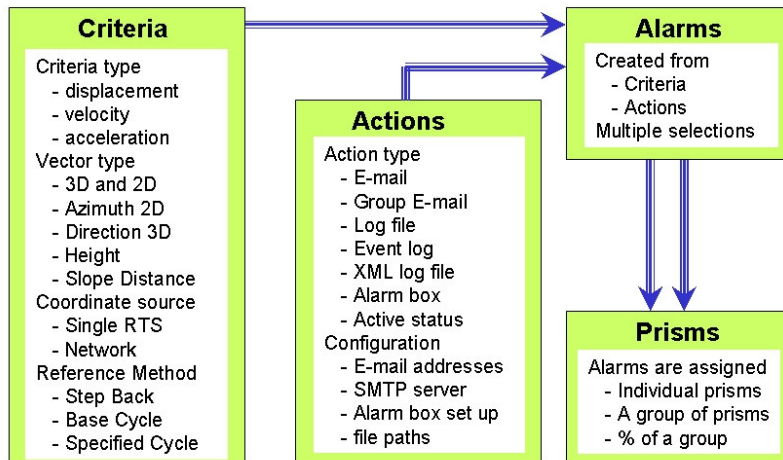 Criteria
Criteria type
- displacement
- velocity
- acceleration
Vector type
- 3D and 2D
- Azimuth 2D
- Direction 3D
- Height
- Slope Distance
Coordinate source
- Single RTS
- Network
Reference Method
- Step Back
- Base Cycle
- Specified Cycle
Actions
Action type
- E-mail
- Group E-mail
- Log file
- Event log
- XML log file
- Alarm box
- Active status
Configuration
- E-mail addresses
- SMTP server
- Alarm box set up
- file paths
Alarms
Created from
- Criteria
- Actions
Multiple selections
Prisms
Alarms are assigned
- Individual prisms
- A group of prisms
- % of a group